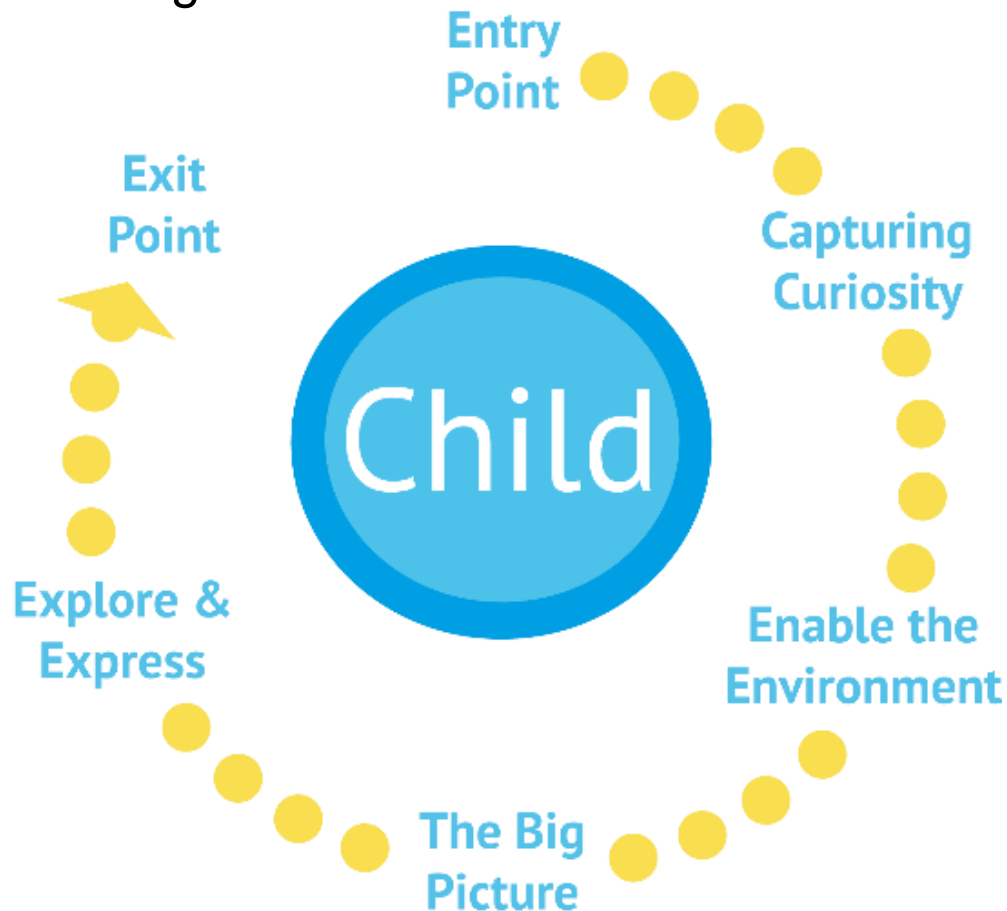 Entry
Point
Capturing
Curiosity
Enable the
Environment
The Big
Picture
Explore &
Express
Exit
Point
Child